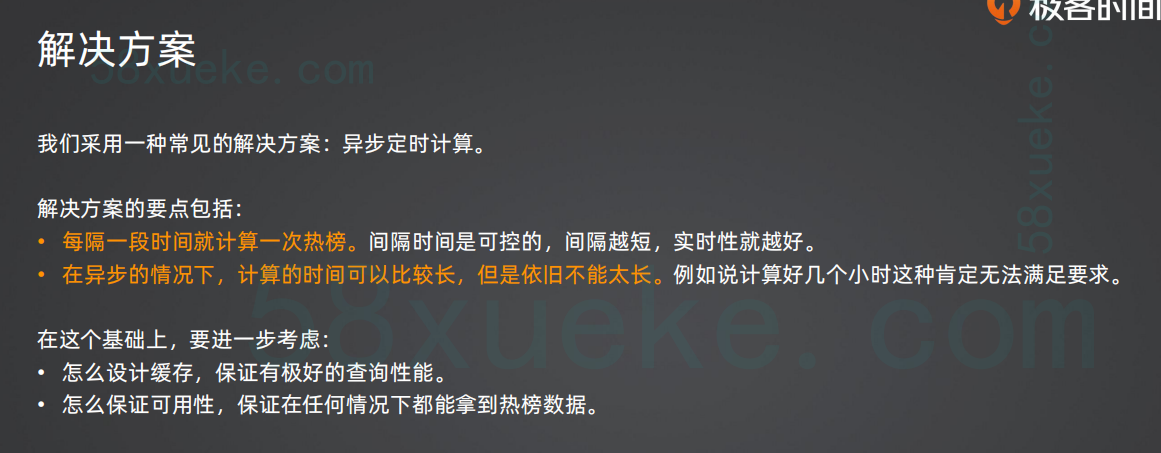 极客时间
解决方案
58xueke.com
我们采用一种常见的解决方案：异步定时计算。
解决方案的要点包括：
• 每隔一段时间就计算一次热榜。间隔时间是可控的，间隔越短，实时性就越好。
• 在异步的情况下，计算的时间可以比较长，但是依旧不能太长。例如说计算好几个小时这种肯定无法满足要求。
58xueke.com
58xueke.com
在这个基础上，要进一步考虑：
• 怎么设计缓存，保证有极好的查询性能。
• 怎么保证可用性，保证在任何情况下都能拿到热榜数据。